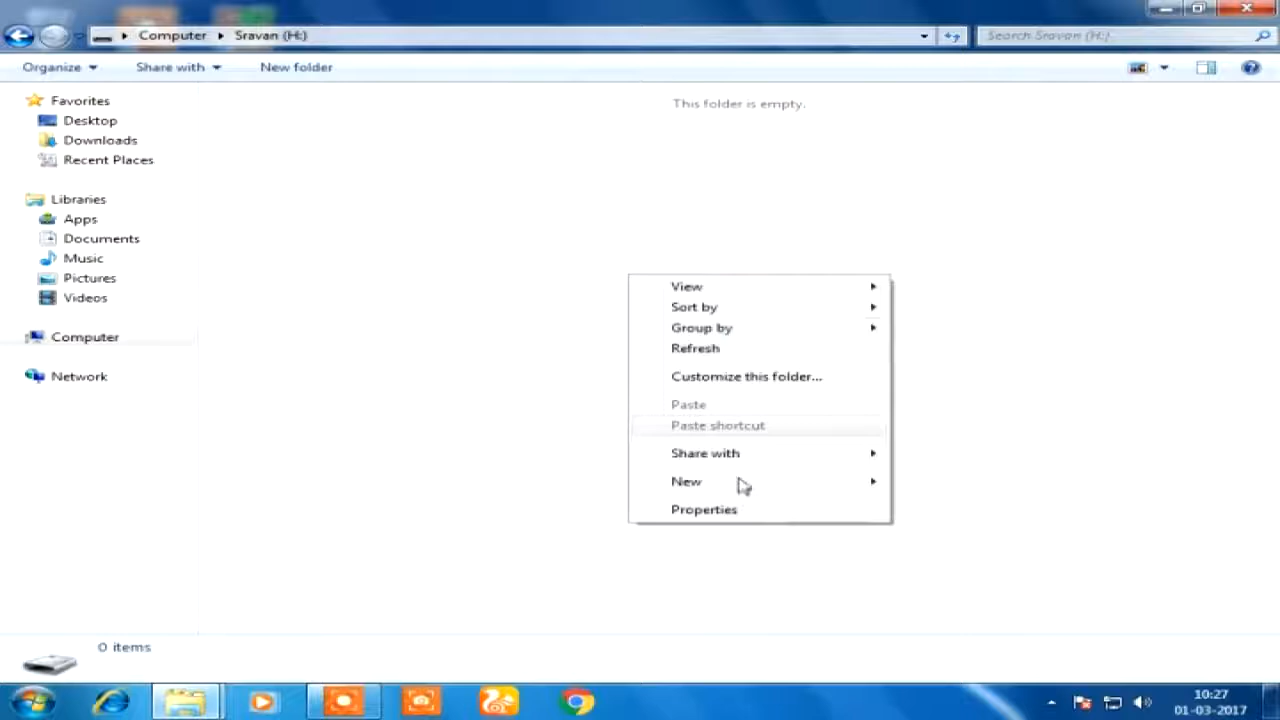 Computer Sravan (H:)
Search Sravan (H:)
Organize Share with New folder
Favorites
Desktop
Downloads
Recent Places
Libraries
Apps
Documents
Music
Pictures
Videos
Computer
Network
This folder is empty.
View
Sort by
Group by
Refresh
Customize this folder...
Paste
Paste shortcut
Share with
New
Properties
0 items
10:27
01-03-2017